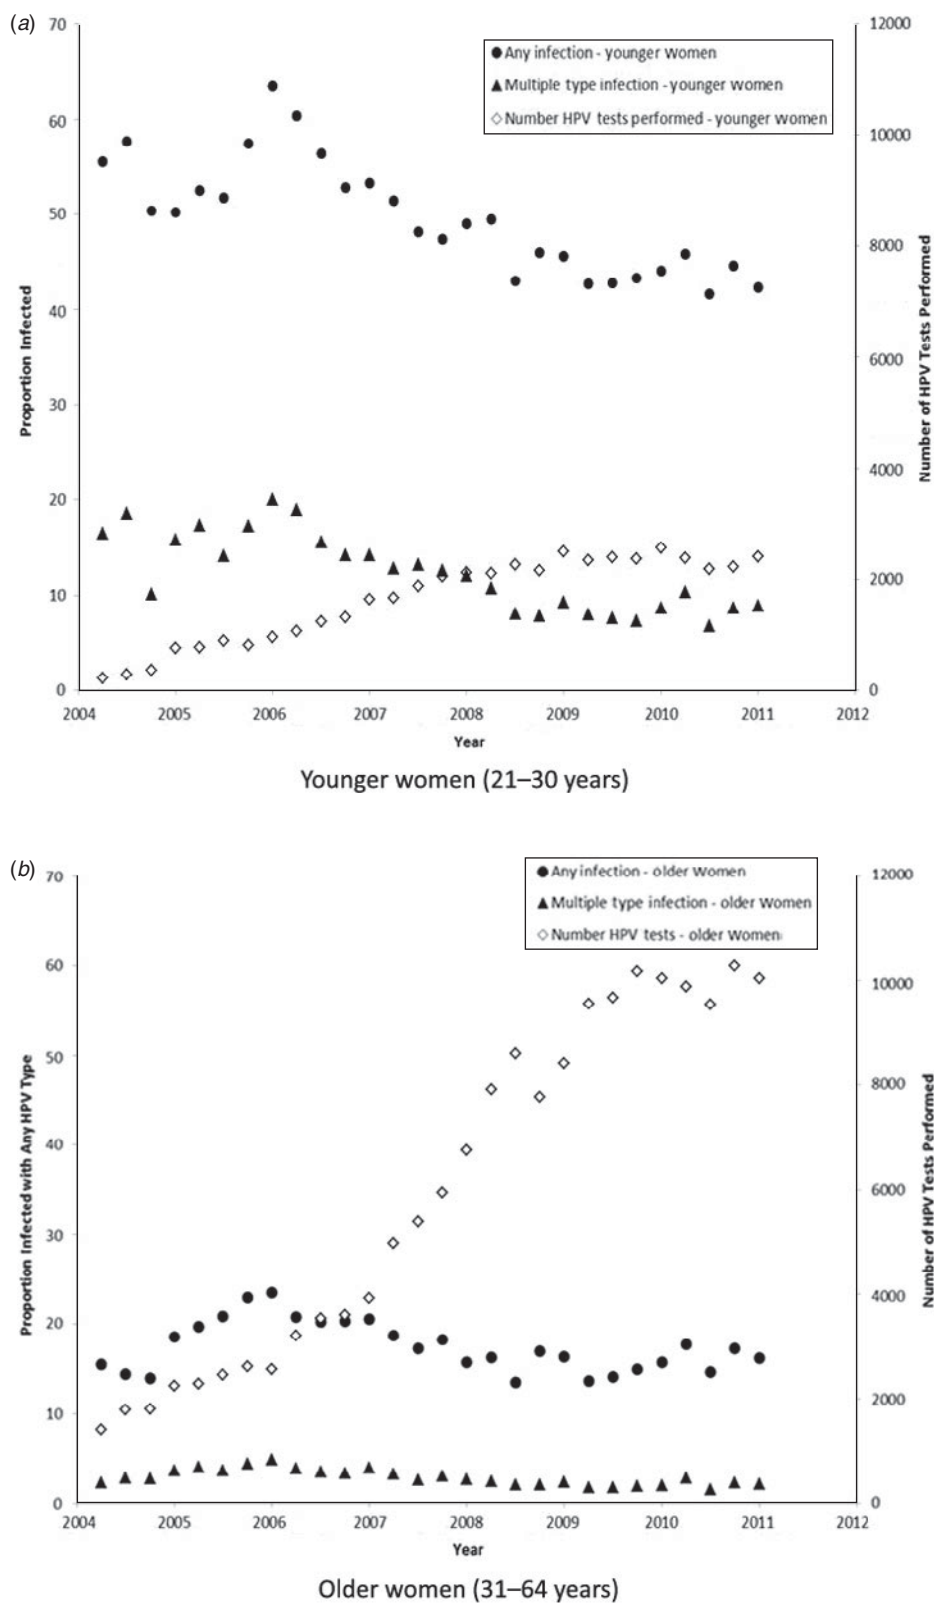 (a)
70
60
50
40
30
20
10
0
Proportion Infected
12000
10000
8000
6000
4000
2000
0
Number of HPV Tests Performed
Any infection - younger women
Multiple type infection - younger women
Number HPV tests performed - younger women
2004 2005 2006 2007 2008 2009 2010 2011 2012
Year
Younger women (21–30 years)
(b)
70
60
50
40
30
20
10
0
Proportion Infected with Any HPV Type
12000
10000
8000
6000
4000
2000
0
Number of HPV Tests Performed
Any infection - older women
Multiple type infection - older women
Number HPV tests - older women
2004 2005 2006 2007 2008 2009 2010 2011 2012
Year
Older women (31–64 years)